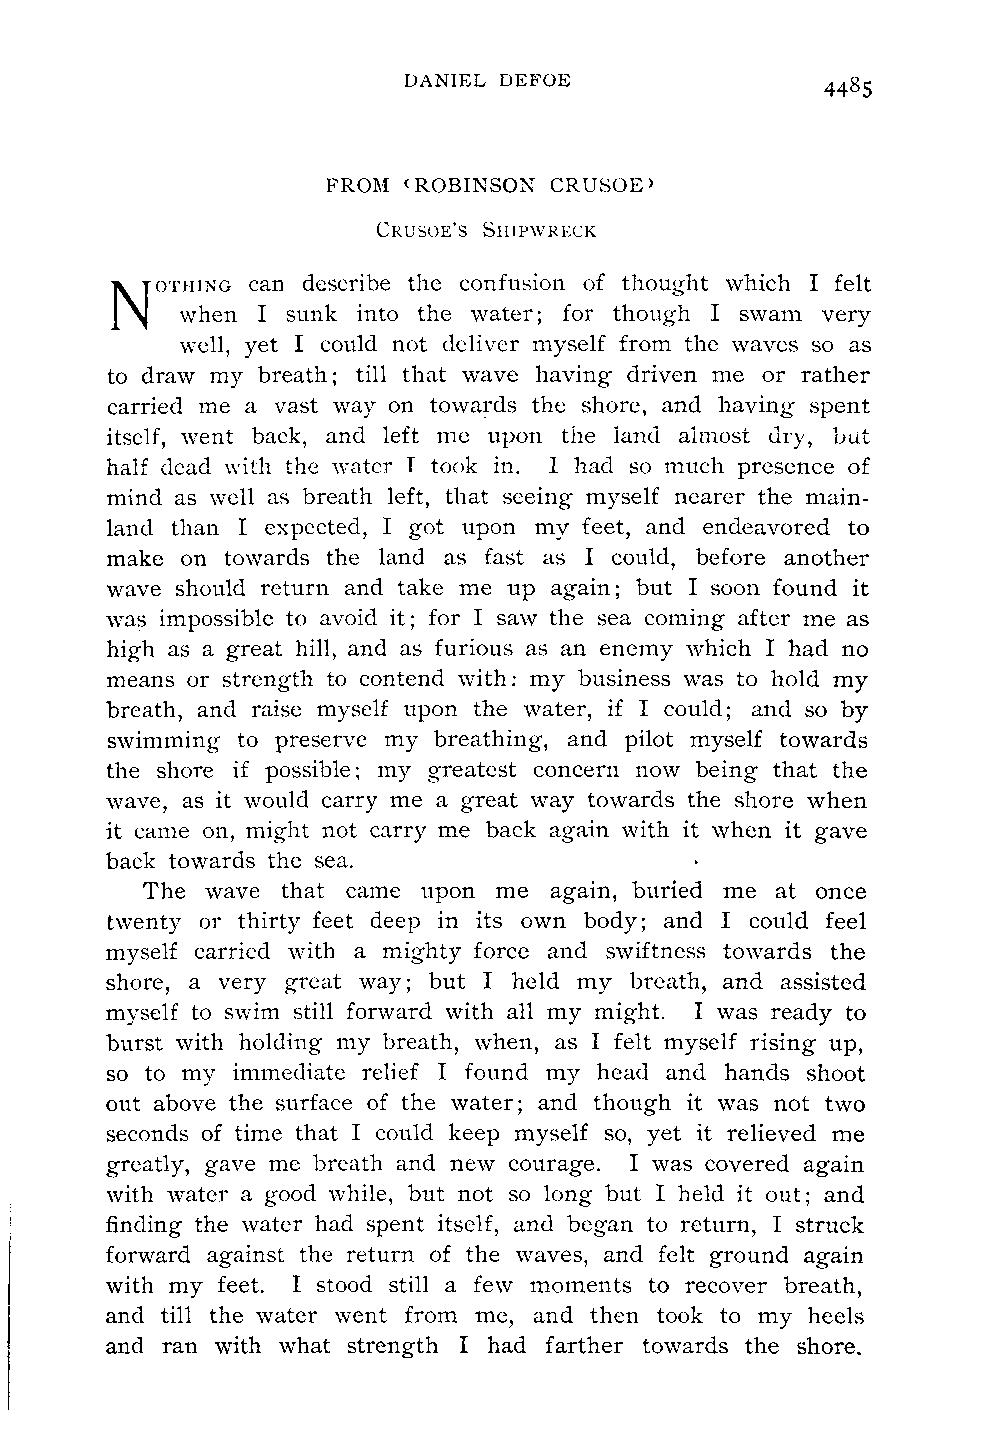 DANIEL DEFOE
4485
FROM ‹ROBINSON CRUSOE›
CRUSOE'S SHIPWRECK
NOTHING can describe the confusion of thought which I felt
when I sunk into the water; for though I swam very
well, yet I could not deliver myself from the waves so as
to draw my breath; till that wave having driven me or rather
carried me a vast way on towards the shore, and having spent
itself, went back, and left me upon the land almost dry, but
half dead with the water I took in. I had so much presence of
mind as well as breath left, that seeing myself nearer the main-
land than I expected, I got upon my feet, and endeavored to
make on towards the land as fast as I could, before another
wave should return and take me up again; but I soon found it
was impossible to avoid it; for I saw the sea coming after me as
high as a great hill, and as furious as an enemy which I had no
means or strength to contend with: my business was to hold my
breath, and raise myself upon the water, if I could; and so by
swimming to preserve my breathing, and pilot myself towards
the shore if possible; my greatest concern now being that the
wave, as it would carry me a great way towards the shore when
it came on, might not carry me back again with it when it gave
back towards the sea.
The wave that came upon me again, buried me at once
twenty or thirty feet deep in its own body; and I could feel
myself carried with a mighty force and swiftness towards the
shore, a very great way; but I held my breath, and assisted
myself to swim still forward with all my might. I was ready to
burst with holding my breath, when, as I felt myself rising up,
so to my immediate relief I found my head and hands shoot
out above the surface of the water; and though it was not two
seconds of time that I could keep myself so, yet it relieved me
greatly, gave me breath and new courage. I was covered again
with water a good while, but not so long but I held it out; and
finding the water had spent itself, and began to return, I struck
forward against the return of the waves, and felt ground again
with my feet. I stood still a few moments to recover breath,
and till the water went from me, and then took to my heels
and ran with what strength I had farther towards the shore.